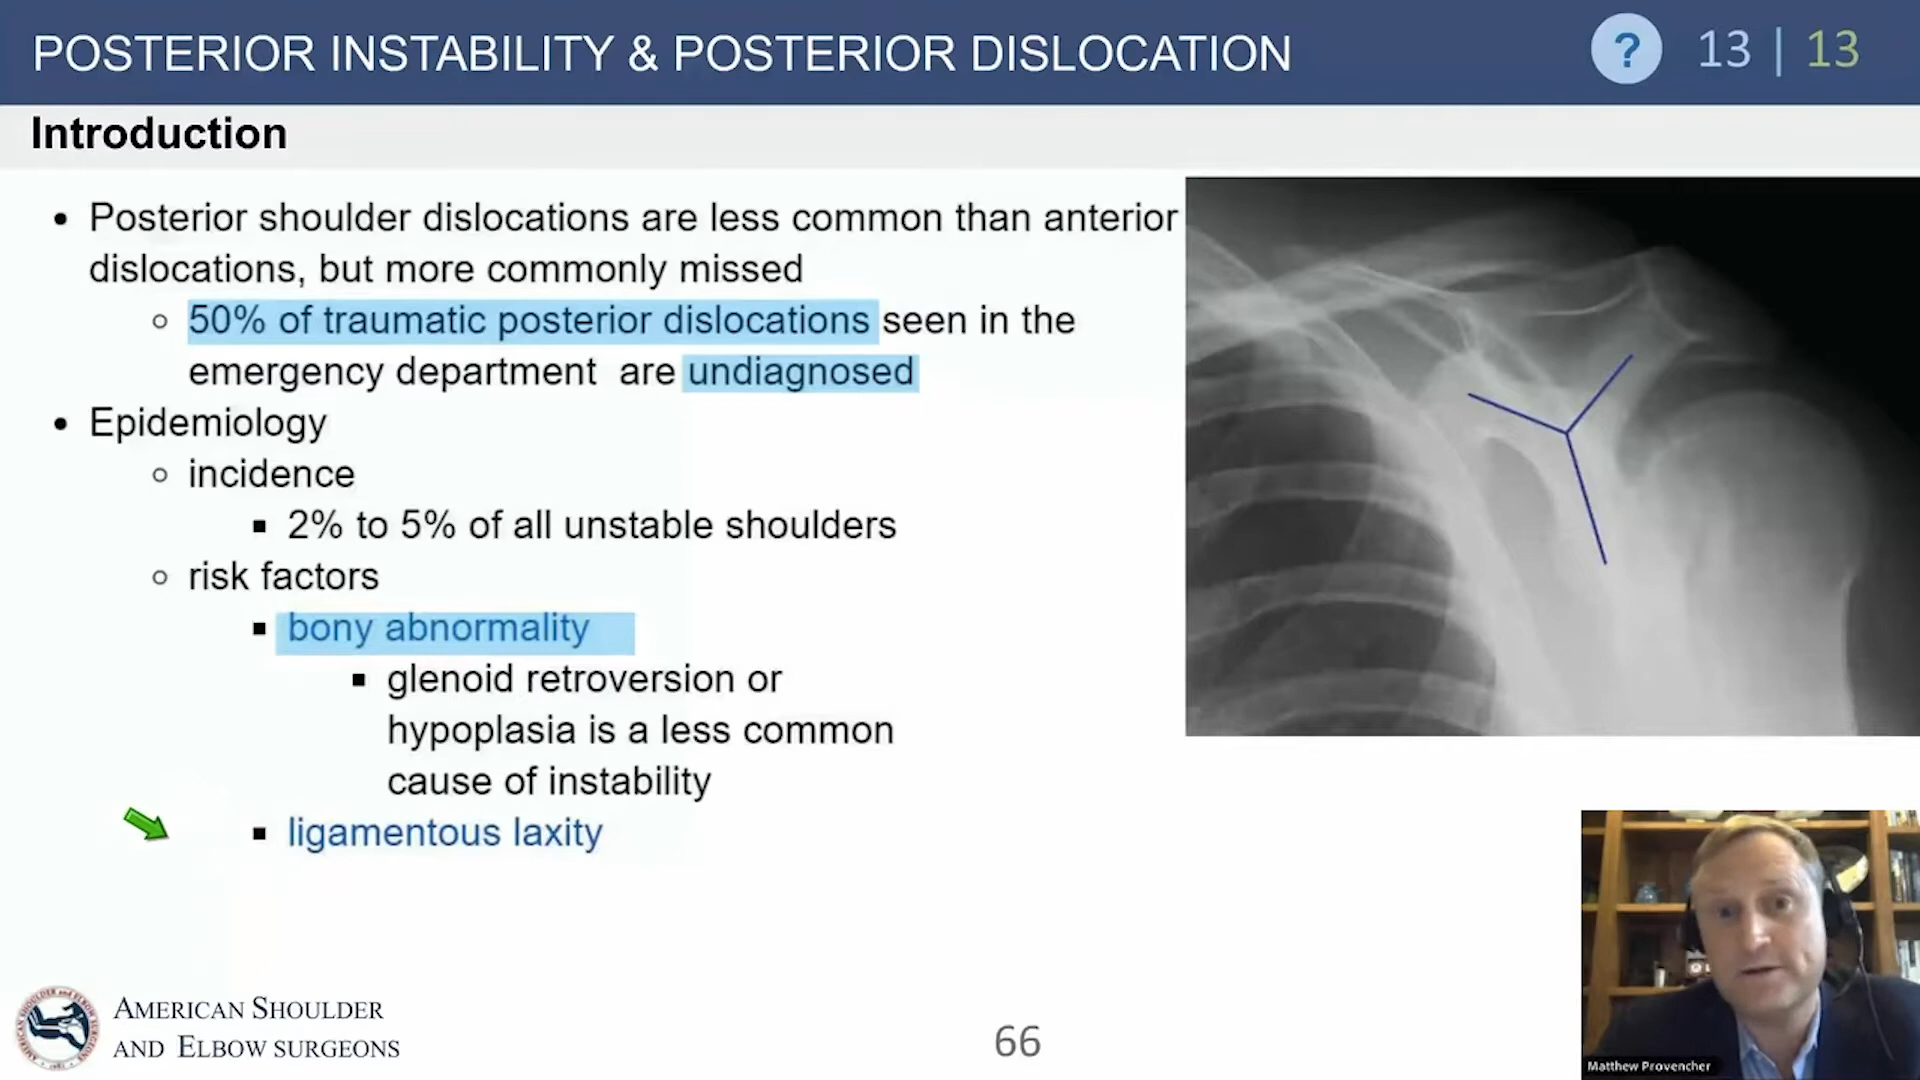 POSTERIOR INSTABILITY & POSTERIOR DISLOCATION
? 13 | 13
Introduction
• Posterior shoulder dislocations are less common than anterior
dislocations, but more commonly missed
○ 50% of traumatic posterior dislocations seen in the
emergency department are undiagnosed
• Epidemiology
○ incidence
▪ 2% to 5% of all unstable shoulders
○ risk factors
▪ bony abnormality
▪ glenoid retroversion or
hypoplasia is a less common
cause of instability
▪ ligamentous laxity
AMERICAN SHOULDER
AND ELBOW SURGEONS
66
Matthew Provencher